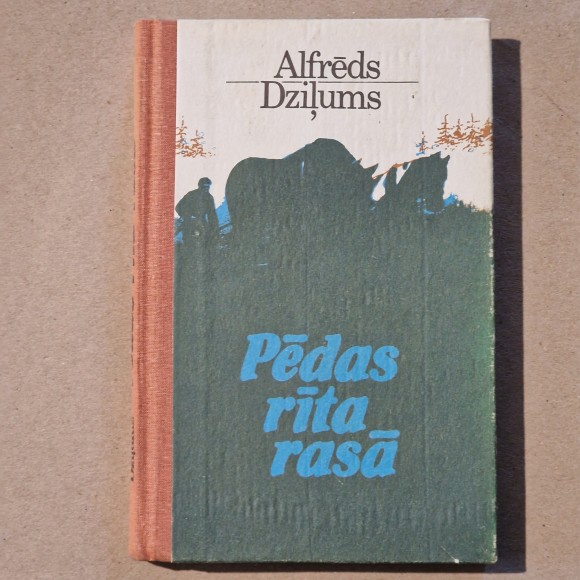 Alfrēds
Dziļums
Pēdas
rīta
rasā